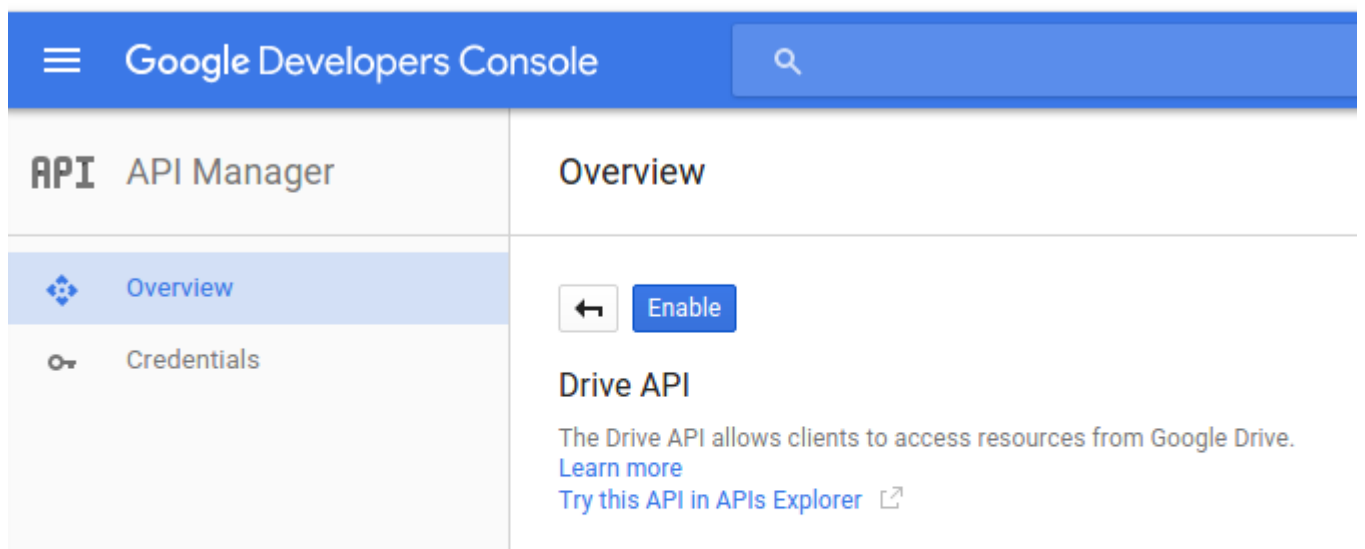 Google Developers Console
API API Manager
Overview
Overview
Credentials
Enable
Drive API
The Drive API allows clients to access resources from Google Drive.
Learn more
Try this API in APIs Explorer